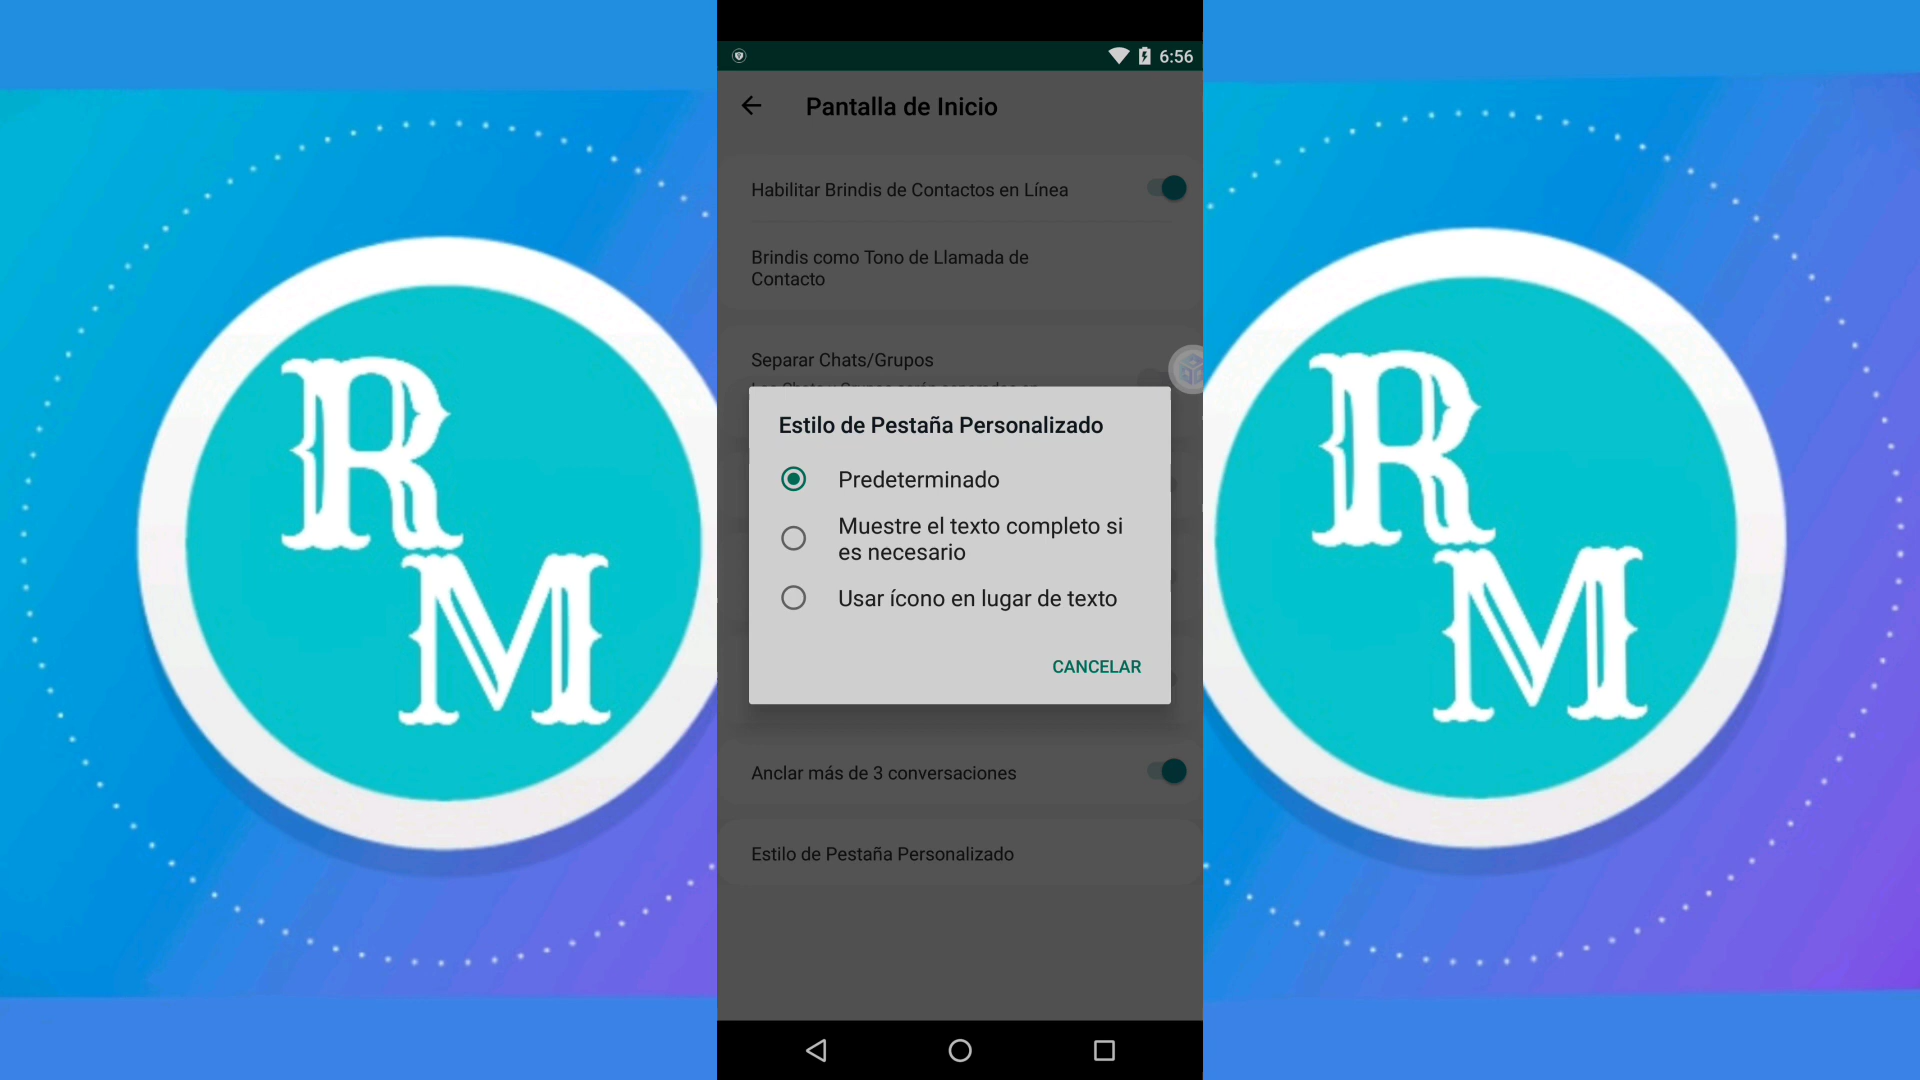 R
M
6:56
Pantalla de Inicio
Habilitar Brindis de Contactos en Línea
Brindis como Tono de Llamada de
Contacto
Separar Chats/Grupos
Estilo de Pestaña Personalizado
Predeterminado
Muestre el texto completo si
es necesario
Usar ícono en lugar de texto
CANCELAR
Anclar más de 3 conversaciones
Estilo de Pestaña Personalizado
R
M